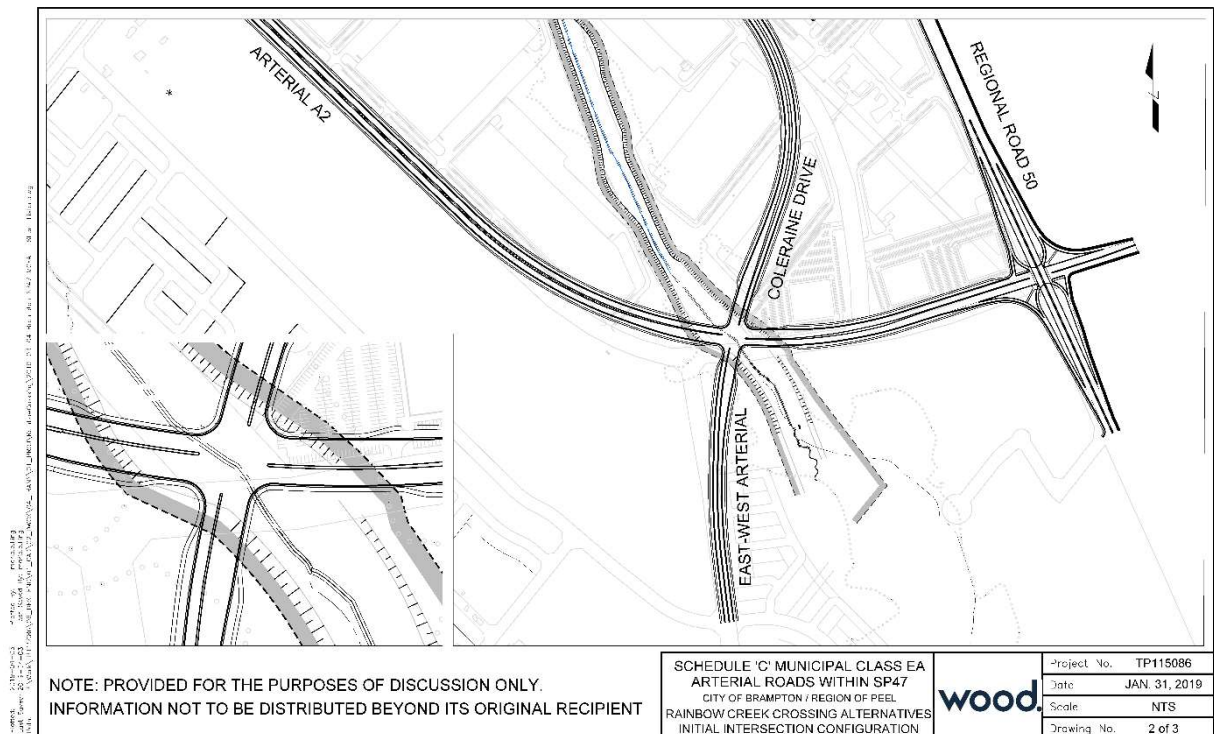 ARTERIAL A2
COLERAINE DRIVE
REGIONAL ROAD 50
EAST-WEST ARTERIAL
NOTE: PROVIDED FOR THE PURPOSES OF DISCUSSION ONLY.
INFORMATION NOT TO BE DISTRIBUTED BEYOND ITS ORIGINAL RECIPIENT
SCHEDULE 'C' MUNICIPAL CLASS EA
ARTERIAL ROADS WITHIN SP47
CITY OF BRAMPTON / REGION OF PEEL
RAINBOW CREEK CROSSING ALTERNATIVES
INITIAL INTERSECTION CONFIGURATION
wood.
Project No. TP115086
Date JAN. 31, 2019
Scale NTS
Drawing No. 2 of 3